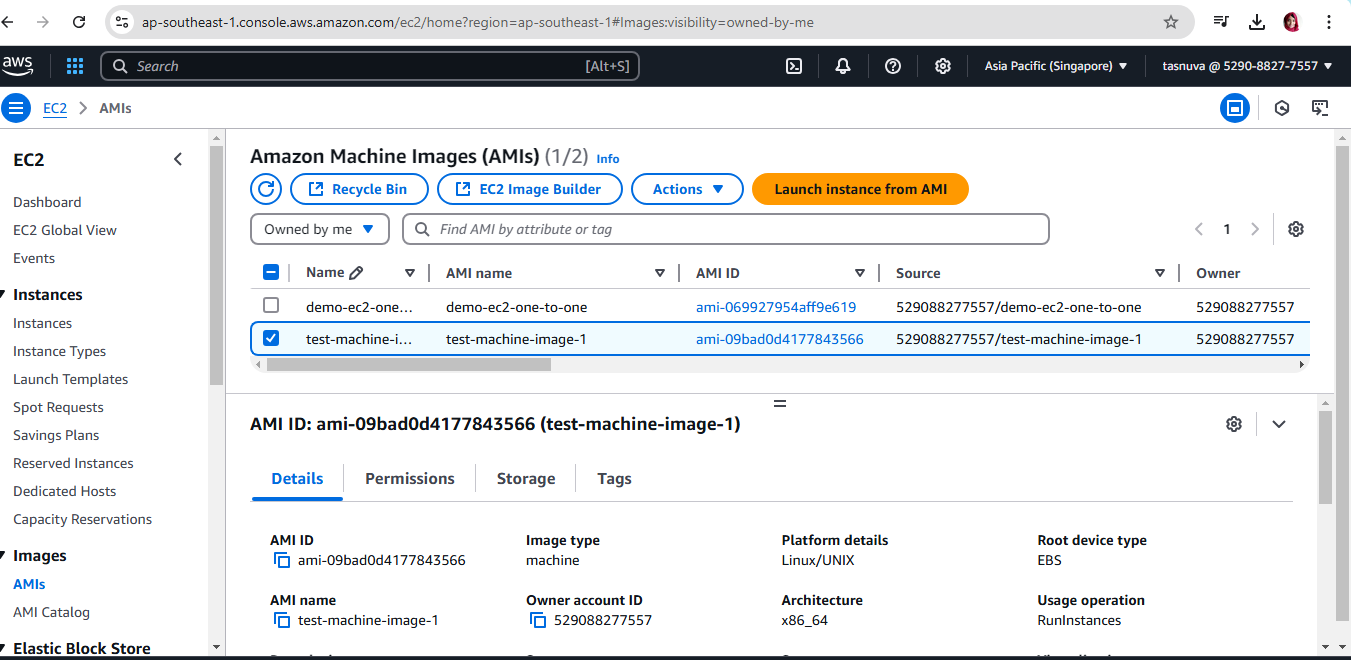 ap-southeast-1.console.aws.amazon.com/ec2/home?region=ap-southeast-1#Images:visibility=owned-by-me
aws
Search [Alt+S]
Asia Pacific (Singapore)
tasnuva @ 5290-8827-7557
EC2 > AMIs
EC2
Dashboard
EC2 Global View
Events
Instances
Instances
Instance Types
Launch Templates
Spot Requests
Savings Plans
Reserved Instances
Dedicated Hosts
Capacity Reservations
Images
AMIs
AMI Catalog
Elastic Block Store
Amazon Machine Images (AMIs) (1/2) Info
Recycle Bin
EC2 Image Builder
Actions
Launch instance from AMI
Owned by me
Find AMI by attribute or tag
1
Name AMI name AMI ID Source Owner
demo-ec2-one... demo-ec2-one-to-one ami-069927954aff9e619 529088277557/demo-ec2-one-to-one 529088277557
test-machine-i... test-machine-image-1 ami-09bad0d4177843566 529088277557/test-machine-image-1 529088277557
AMI ID: ami-09bad0d4177843566 (test-machine-image-1)
Details Permissions Storage Tags
AMI ID Image type Platform details Root device type
ami-09bad0d4177843566 machine Linux/UNIX EBS
AMI name Owner account ID Architecture Usage operation
test-machine-image-1 529088277557 x86_64 RunInstances